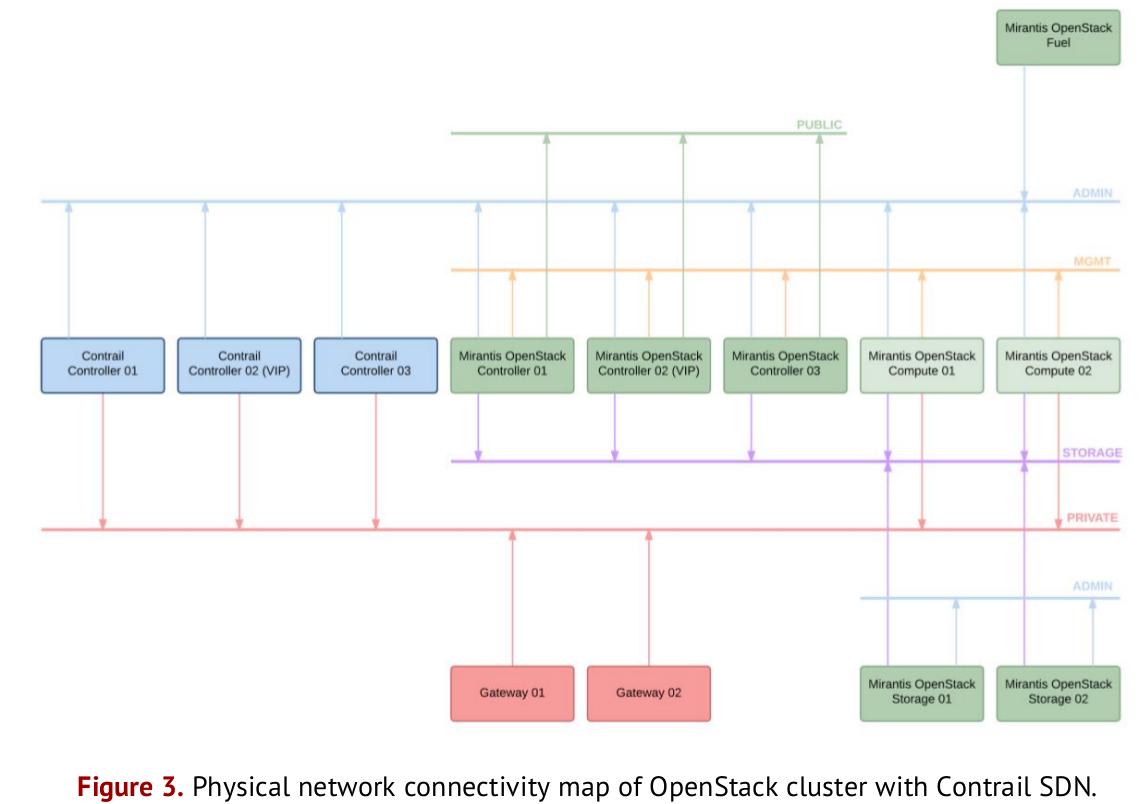 Mirantis OpenStack
Fuel
PUBLIC
ADMIN
MGMT
Contrail
Controller 01
Contrail
Controller 02 (VIP)
Contrail
Controller 03
Mirantis OpenStack
Controller 01
Mirantis OpenStack
Controller 02 (VIP)
Mirantis OpenStack
Controller 03
Mirantis OpenStack
Compute 01
Mirantis OpenStack
Compute 02
STORAGE
PRIVATE
ADMIN
Gateway 01
Gateway 02
Mirantis OpenStack
Storage 01
Mirantis OpenStack
Storage 02
Figure 3. Physical network connectivity map of OpenStack cluster with Contrail SDN.